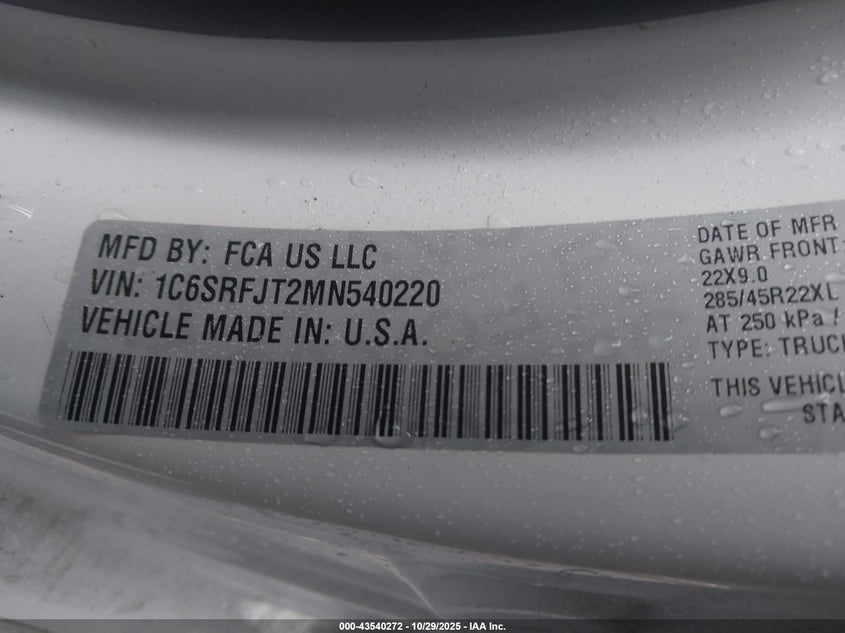 MFD BY: FCA US LLC
VIN: 1C6SRFJT2MN540220
VEHICLE MADE IN: U.S.A.
DATE OF MFR
GAWR FRONT:
22X9.0
285/45R22XL
AT 250 kPa /
TYPE: TRUCK
THIS VEHICL
STA
000-43540272 - 10/29/2025 - IAA Inc.